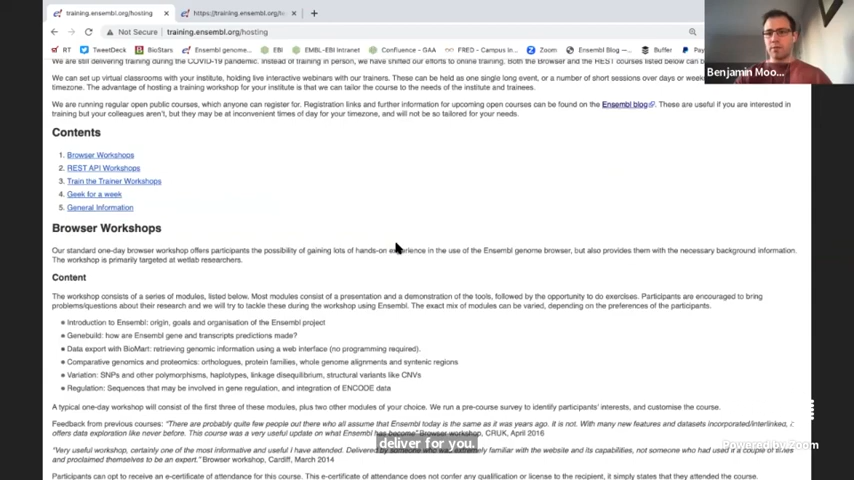 training.ensembl.org/hosting
https://training.ensembl.org/
Not Secure training.ensembl.org/hosting
RT TweetDeck BioStars Ensembl genome... EBI EMBL-EBI Intranet Confluence - GAA FRED - Campus in... Zoom Ensembl Blog —... Buffer
Benjamin Moo...
We are still delivering training during the COVID-19 pandemic. Instead of training in person, we have shifted our efforts to online training. Both the Browser and the REST courses listed below can
We can set up virtual classrooms with your institute, holding live interactive webinars with our trainers. These can be held as one single long event, or a number of short sessions over days or
timezone. The advantage of hosting a training workshop for your institute is that we can tailor the course to the needs of the institute and trainees.
We are running regular open public courses, which anyone can register for. Registration links and further information for upcoming open courses can be found on the Ensembl blog. These are useful if you are interested in
training but your colleagues aren't, but they may be at inconvenient times of day for your timezone, and will not be so tailored for your needs.
Contents
1. Browser Workshops
2. REST API Workshops
3. Train the Trainer Workshops
4. Geek for a week
5. General Information
Browser Workshops
Our standard one-day browser workshop offers participants the possibility of gaining lots of hands-on experience in the use of the Ensembl genome browser, but also provides them with the necessary background information.
The workshop is primarily targeted at wetlab researchers.
Content
The workshop consists of a series of modules, listed below. Most modules consist of a presentation and a demonstration of the tools, followed by the opportunity to do exercises. Participants are encouraged to bring
problems/questions about their research and we will try to tackle these during the workshop using Ensembl. The exact mix of modules can be varied, depending on the preferences of the participants.
Introduction to Ensembl: origin, goals and organisation of the Ensembl project
Genebuild: how are Ensembl gene and transcripts predictions made?
Data export with BioMart: retrieving genomic information using a web interface (no programming required).
Comparative genomics and proteomics: orthologues, protein families, whole genome alignments and syntenic regions
Variation: SNPs and other polymorphisms, haplotypes, linkage disequilibrium, structural variants like CNVs
Regulation: Sequences that may be involved in gene regulation, and integration of ENCODE data
A typical one-day workshop will consist of the first three of these modules, plus two other modules of your choice. We run a pre-course survey to identify participants' interests, and customise the course.
Feedback from previous courses: "There are probably quite few people out there who all assume that Ensembl today is the same as it was years ago. It is not. With many new features and datasets incorporated/interlinked,
offers data exploration like never before. This course was a very useful update on what Ensembl has become" Browser workshop, CRUK, April 2016
deliver for you.
Powered by Zoom
"Very useful workshop, certainly one of the most informative and useful I have attended. Delivered by someone who was extremely familiar with the website and its capabilities, not someone who had used it a couple of times
and proclaimed themselves to be an expert." Browser workshop, Cardiff, March 2014
Participants can opt to receive an e-certificate of attendance for this course. This e-certificate of attendance does not confer any qualification or license to the recipient, it simply states that they attended the course.